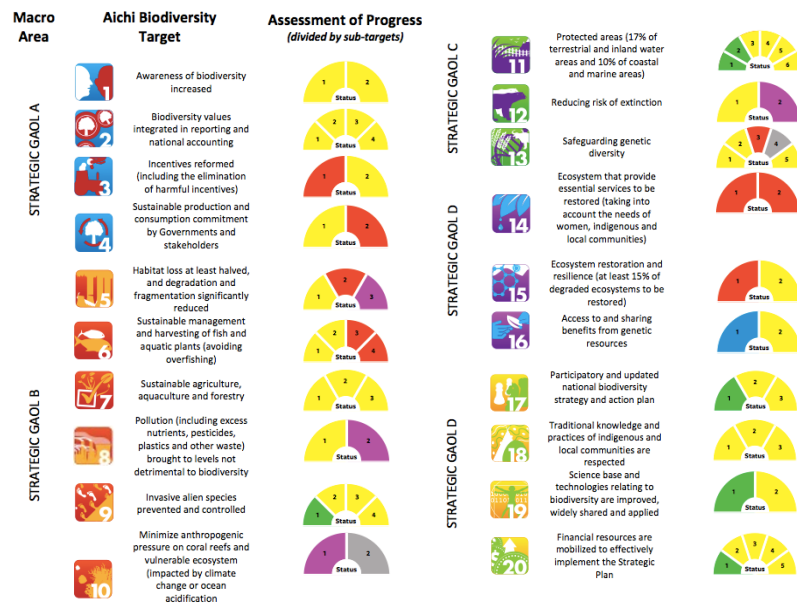 Macro Area
Aichi Biodiversity Target
Assessment of Progress
(divided by sub-targets)
STRATEGIC GAOL A
1
Awareness of biodiversity
increased
1 2
Status
2
Biodiversity values
integrated in reporting and
national accounting
1 2 3 4
Status
3
Incentives reformed
(including the elimination
of harmful incentives)
1 2
Status
4
Sustainable production and
consumption commitment
by Governments and
stakeholders
1 2
Status
STRATEGIC GAOL B
5
Habitat loss at least halved,
and degradation and
fragmentation significantly
reduced
1 2 3
Status
6
Sustainable management
and harvesting of fish and
aquatic plants (avoiding
overfishing)
1 2 3 4
Status
7
Sustainable agriculture,
aquaculture and forestry
1 2 3
Status
8
Pollution (including excess
nutrients, pesticides,
plastics and other waste)
brought to levels not
detrimental to biodiversity
1 2
Status
9
Invasive alien species
prevented and controlled
1 2 3 4
Status
10
Minimize anthropogenic
pressure on coral reefs and
vulnerable ecosystem
(impacted by climate
change or ocean
acidification
1 2
Status
STRATEGIC GAOL C
11
Protected areas (17% of
terrestrial and inland water
areas and 10% of coastal
and marine areas)
1 2 3 4 5 6
Status
12
Reducing risk of extinction
1 2
Status
13
Safeguarding genetic
diversity
1 2 3 4 5
Status
STRATEGIC GAOL D
14
Ecosystem that provide
essential services to be
restored (taking into
account the needs of
women, indigenous and
local communities)
1 2
Status
15
Ecosystem restoration and
resilience (at least 15% of
degraded ecosystems to be
restored)
1 2
Status
16
Access to and sharing
benefits from genetic
resources
1 2
Status
STRATEGIC GAOL D
17
Participatory and updated
national biodiversity
strategy and action plan
1 2 3
Status
18
Traditional knowledge and
practices of indigenous and
local communities are
respected
1 2 3
Status
19
Science base and
technologies relating to
biodiversity are improved,
widely shared and applied
1 2
Status
20
Financial resources are
mobilized to effectively
implement the Strategic
Plan
1 2 3 4 5
Status